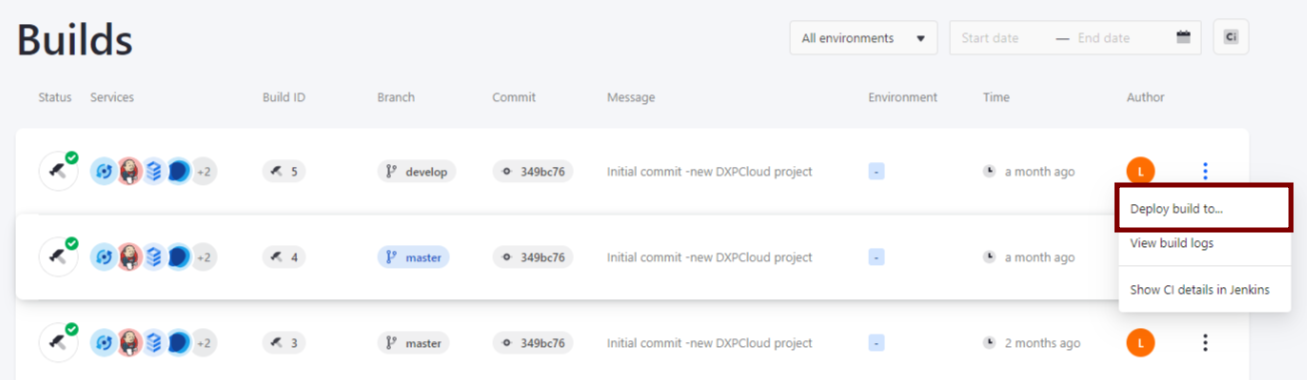 Builds
All environments
Start date — End date
Ci
Status Services Build ID Branch Commit Message Environment Time Author
+2 5 develop 349bc76 Initial commit -new DXPCloud project - a month ago L
Deploy build to...
View build logs
Show CI details in Jenkins
+2 4 master 349bc76 Initial commit -new DXPCloud project - a month ago
+2 3 master 349bc76 Initial commit -new DXPCloud project - 2 months ago L